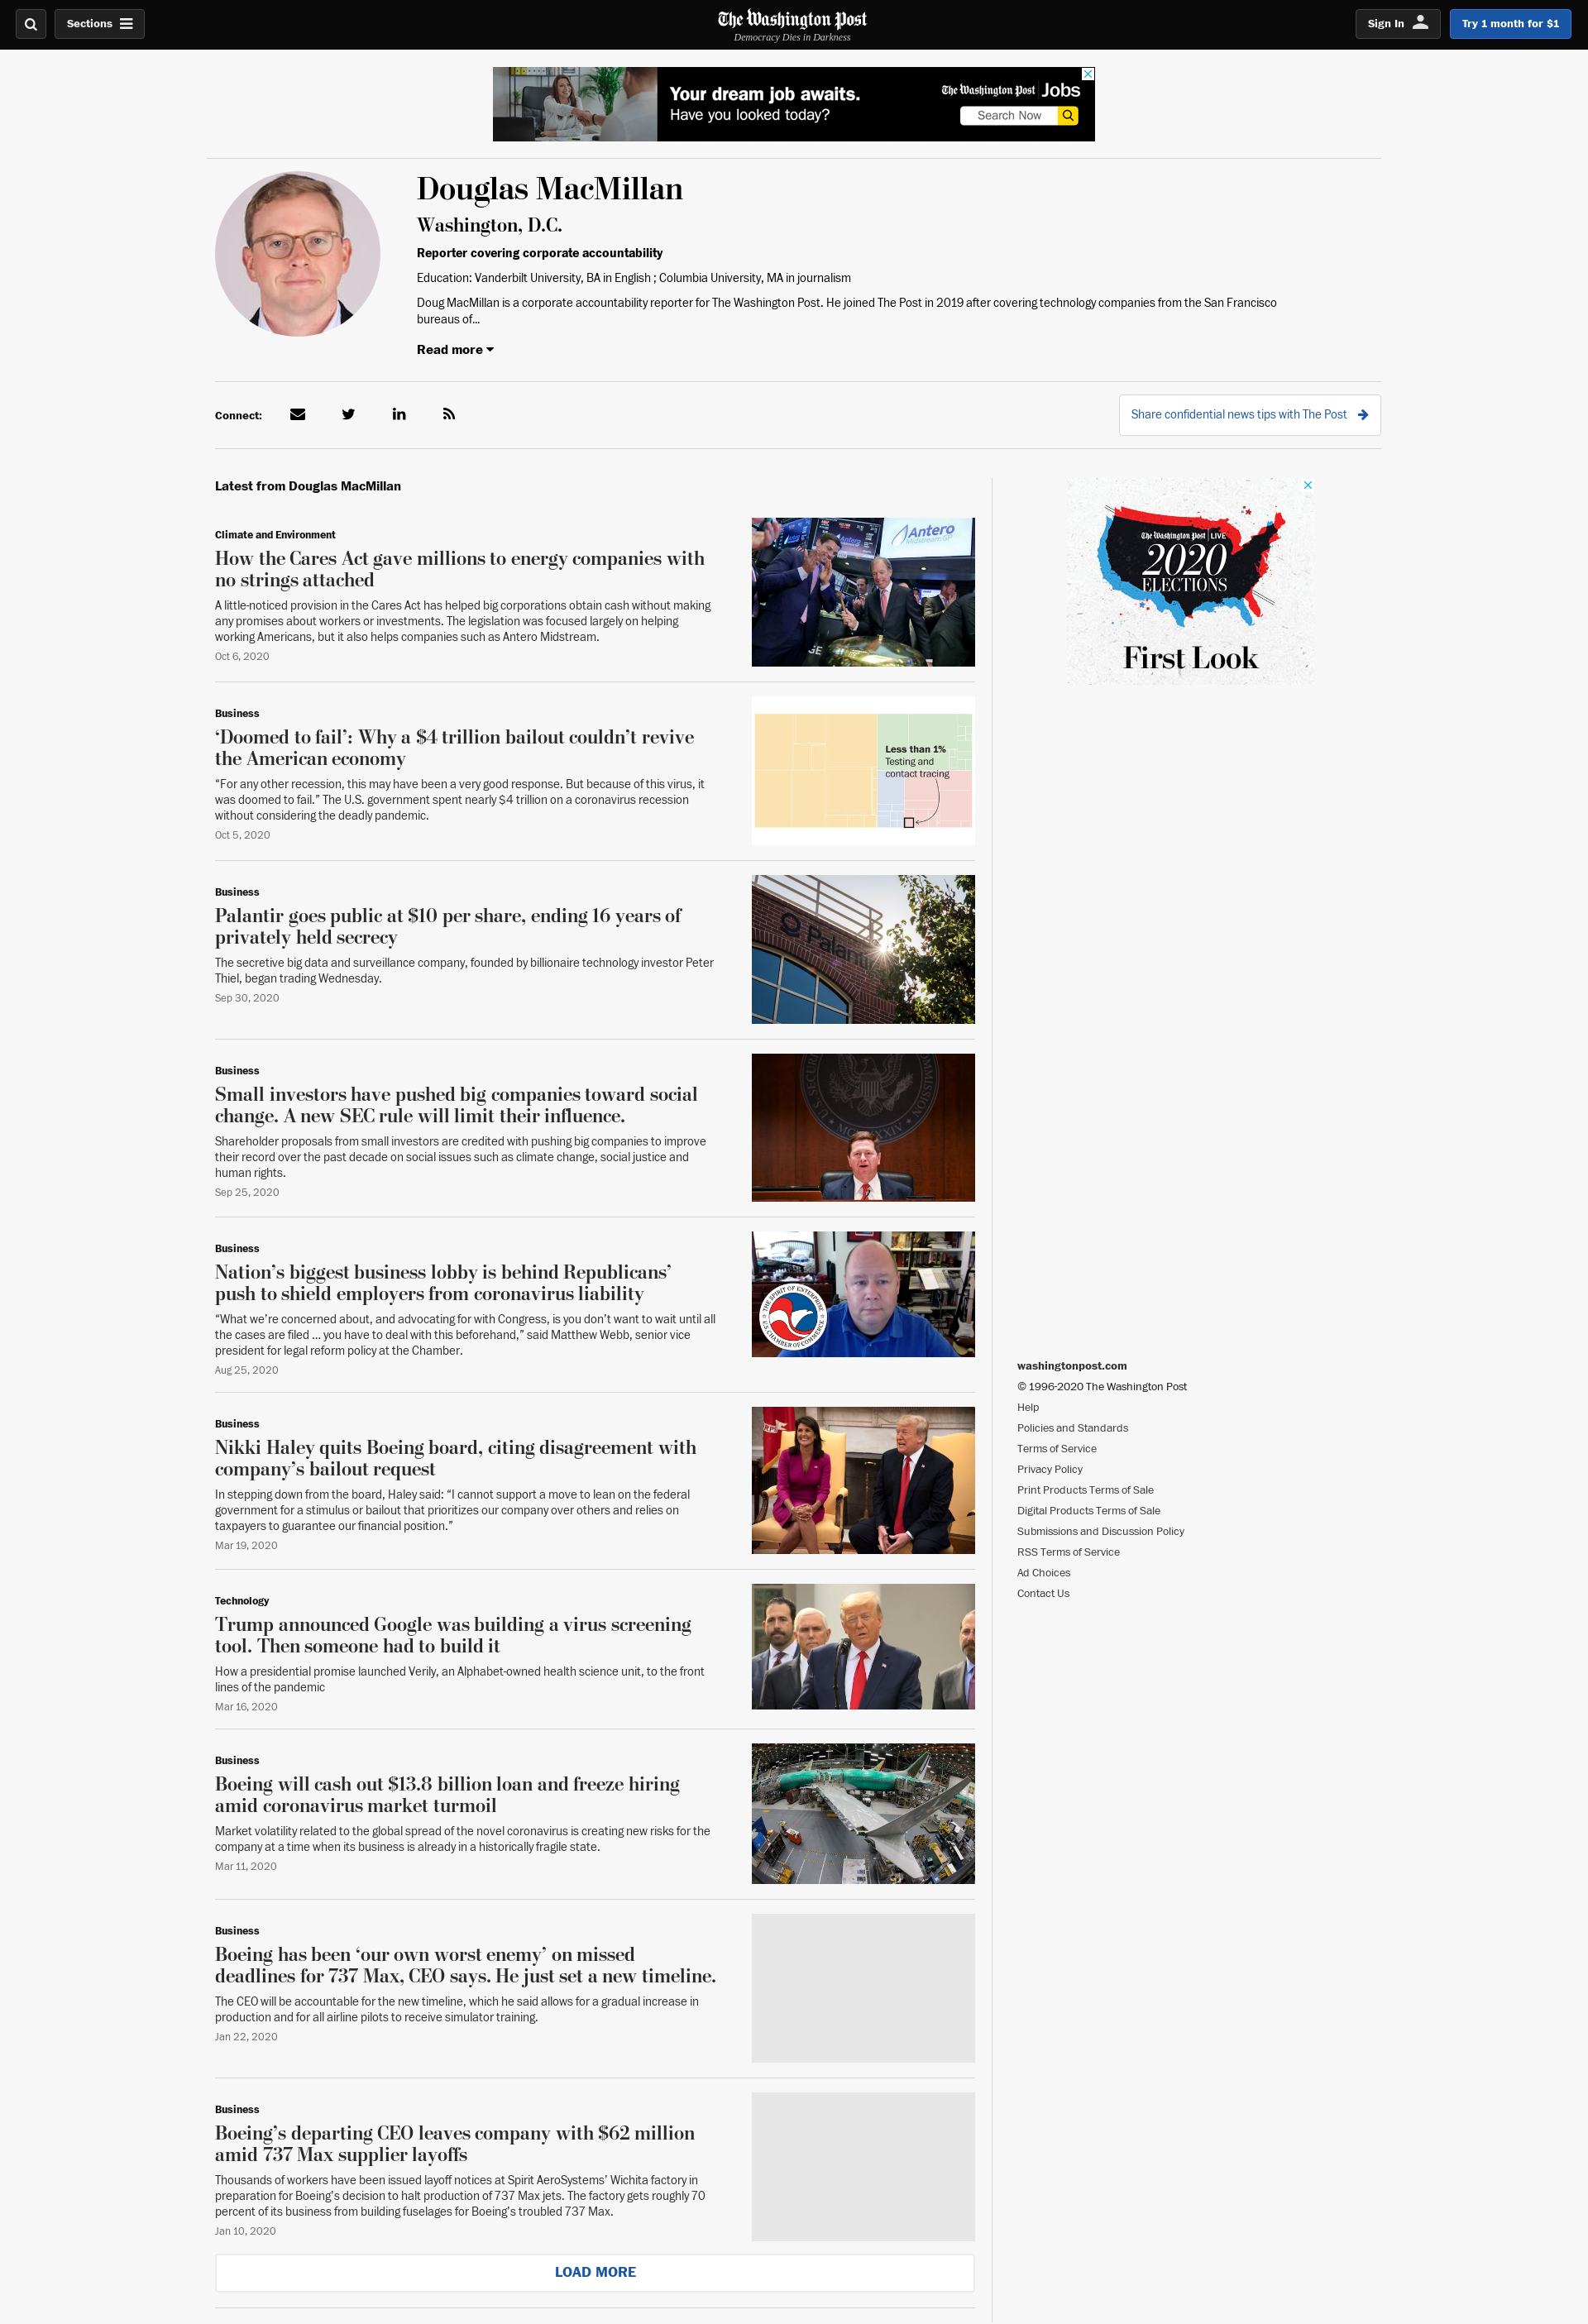 Sections
The Washington Post
Democracy Dies in Darkness
Sign In
Try 1 month for $1
Your dream job awaits.
Have you looked today?
The Washington Post Jobs
Search Now
Douglas MacMillan
Washington, D.C.
Reporter covering corporate accountability
Education: Vanderbilt University, BA in English ; Columbia University, MA in journalism
Doug MacMillan is a corporate accountability reporter for The Washington Post. He joined The Post in 2019 after covering technology companies from the San Francisco
bureaus of...
Read more
Connect:
Share confidential news tips with The Post
Latest from Douglas MacMillan
Climate and Environment
How the Cares Act gave millions to energy companies with
no strings attached
A little-noticed provision in the Cares Act has helped big corporations obtain cash without making
any promises about workers or investments. The legislation was focused largely on helping
working Americans, but it also helps companies such as Antero Midstream.
Oct 6, 2020
Antero
Midstream
Business
‘Doomed to fail’: Why a $4 trillion bailout couldn’t revive
the American economy
“For any other recession, this may have been a very good response. But because of this virus, it
was doomed to fail.” The U.S. government spent nearly $4 trillion on a coronavirus recession
without considering the deadly pandemic.
Oct 5, 2020
Less than 1%
Testing and
contact tracing
Business
Palantir goes public at $10 per share, ending 16 years of
privately held secrecy
The secretive big data and surveillance company, founded by billionaire technology investor Peter
Thiel, began trading Wednesday.
Sep 30, 2020
Palantir
Business
Small investors have pushed big companies toward social
change. A new SEC rule will limit their influence.
Shareholder proposals from small investors are credited with pushing big companies to improve
their record over the past decade on social issues such as climate change, social justice and
human rights.
Sep 25, 2020
Business
Nation’s biggest business lobby is behind Republicans’
push to shield employers from coronavirus liability
“What we’re concerned about, and advocating for with Congress, is you don’t want to wait until all
the cases are filed ... you have to deal with this beforehand,” said Matthew Webb, senior vice
president for legal reform policy at the Chamber.
Aug 25, 2020
THE SPIRIT OF ENTERPRISE
U.S. CHAMBER OF COMMERCE
Business
Nikki Haley quits Boeing board, citing disagreement with
company’s bailout request
In stepping down from the board, Haley said: “I cannot support a move to lean on the federal
government for a stimulus or bailout that prioritizes our company over others and relies on
taxpayers to guarantee our financial position.”
Mar 19, 2020
Technology
Trump announced Google was building a virus screening
tool. Then someone had to build it
How a presidential promise launched Verily, an Alphabet-owned health science unit, to the front
lines of the pandemic
Mar 16, 2020
Business
Boeing will cash out $13.8 billion loan and freeze hiring
amid coronavirus market turmoil
Market volatility related to the global spread of the novel coronavirus is creating new risks for the
company at a time when its business is already in a historically fragile state.
Mar 11, 2020
Business
Boeing has been ‘our own worst enemy’ on missed
deadlines for 737 Max, CEO says. He just set a new timeline.
The CEO will be accountable for the new timeline, which he said allows for a gradual increase in
production and for all airline pilots to receive simulator training.
Jan 22, 2020
Business
Boeing’s departing CEO leaves company with $62 million
amid 737 Max supplier layoffs
Thousands of workers have been issued layoff notices at Spirit AeroSystems’ Wichita factory in
preparation for Boeing’s decision to halt production of 737 Max jets. The factory gets roughly 70
percent of its business from building fuselages for Boeing’s troubled 737 Max.
Jan 10, 2020
LOAD MORE
The Washington Post LIVE
2020
ELECTIONS
First Look
washingtonpost.com
© 1996-2020 The Washington Post
Help
Policies and Standards
Terms of Service
Privacy Policy
Print Products Terms of Sale
Digital Products Terms of Sale
Submissions and Discussion Policy
RSS Terms of Service
Ad Choices
Contact Us